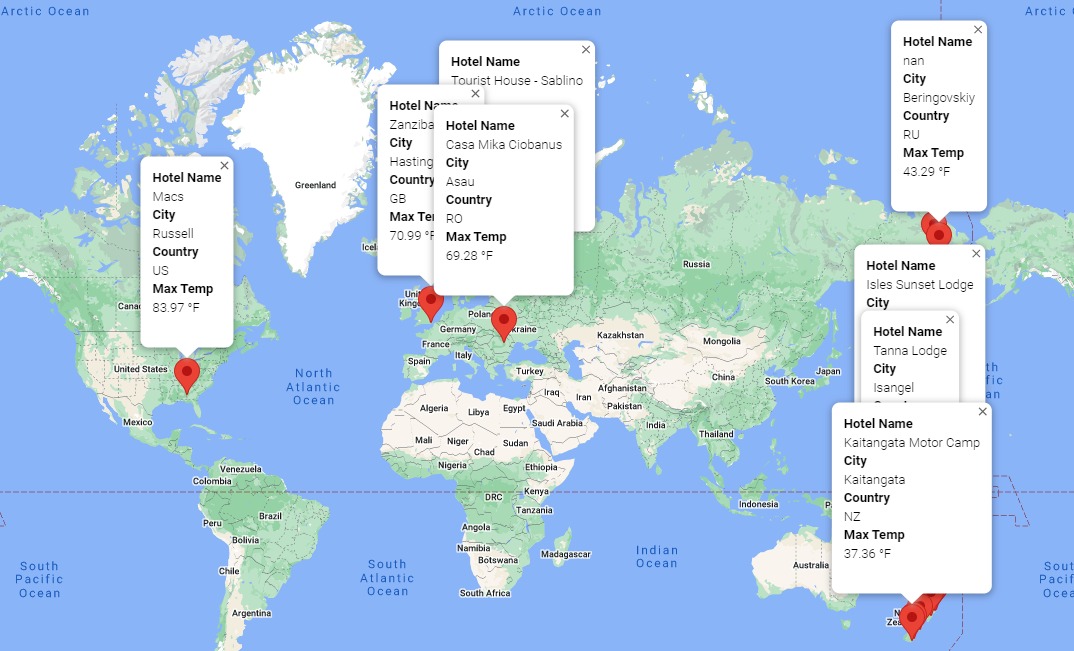 Arctic Ocean
Arctic Ocean
Arctic
Hotel Name
nan
City
Beringovskiy
Country
RU
Max Temp
43.29 °F
Hotel Name
Tourist House - Sablino
Hotel Name
Zanziba
City
Hasting
Country
GB
Max Te
70.99 °F
Hotel Name
Casa Mika Ciobanus
City
Asau
Country
RO
Max Temp
69.28 °F
Hotel Name
Macs
City
Russell
Country
US
Max Temp
83.97 °F
Hotel Name
Isles Sunset Lodge
City
Hotel Name
Tanna Lodge
City
Isangel
Hotel Name
Kaitangata Motor Camp
City
Kaitangata
Country
NZ
Max Temp
37.36 °F
Greenland
Icel
Russia
Cana
Unit
Kingd
Polan
kraine
Germany
France
Italy
Spain
Turkey
Kazakhstan
Mongolia
China
Japan
South Korea
United States
North
Atlantic
Ocean
Iraq
Iran
Afghanistan
Pakistan
Mexico
Algeria
Libya
Egypt
Saudi Arabia
India
Thailand
Mali
Niger
Chad
Sudan
Nigeria
Ethiopia
Venezuela
Colombia
DRC
Kenya
Tanzania
Indonesia
P
Peru
Brazil
Bolivia
Angola
Namibia
Botswana
Madagascar
South Africa
Indian
Ocean
Australia
Chile
Argentina
South
Pacific
Ocean
South
Atlantic
Ocean
Sout
Pacif
Ocea
N
Zea